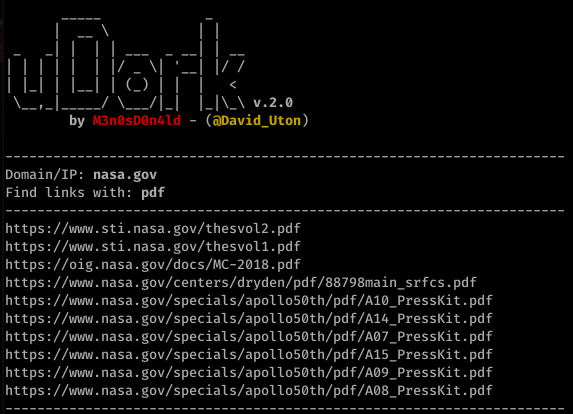 uDork v.2.0
by M3n0sD0n4ld - (@David_Uton)
Domain/IP: nasa.gov
Find links with: pdf
https://www.sti.nasa.gov/thesvol2.pdf
https://www.sti.nasa.gov/thesvol1.pdf
https://oig.nasa.gov/docs/MC-2018.pdf
https://www.nasa.gov/centers/dryden/pdf/88798main_srfcs.pdf
https://www.nasa.gov/specials/apollo50th/pdf/A10_PressKit.pdf
https://www.nasa.gov/specials/apollo50th/pdf/A14_PressKit.pdf
https://www.nasa.gov/specials/apollo50th/pdf/A07_PressKit.pdf
https://www.nasa.gov/specials/apollo50th/pdf/A15_PressKit.pdf
https://www.nasa.gov/specials/apollo50th/pdf/A09_PressKit.pdf
https://www.nasa.gov/specials/apollo50th/pdf/A08_PressKit.pdf